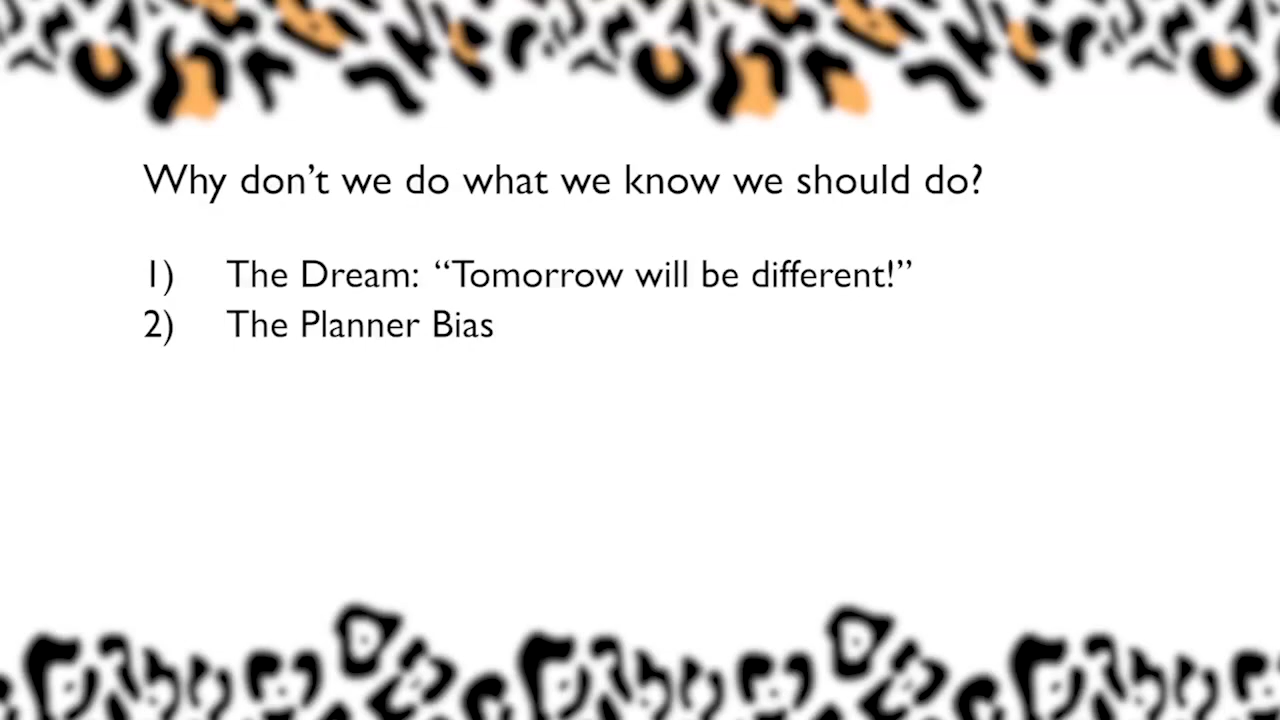 Why don’t we do what we know we should do?
1) The Dream: “Tomorrow will be different!”
2) The Planner Bias